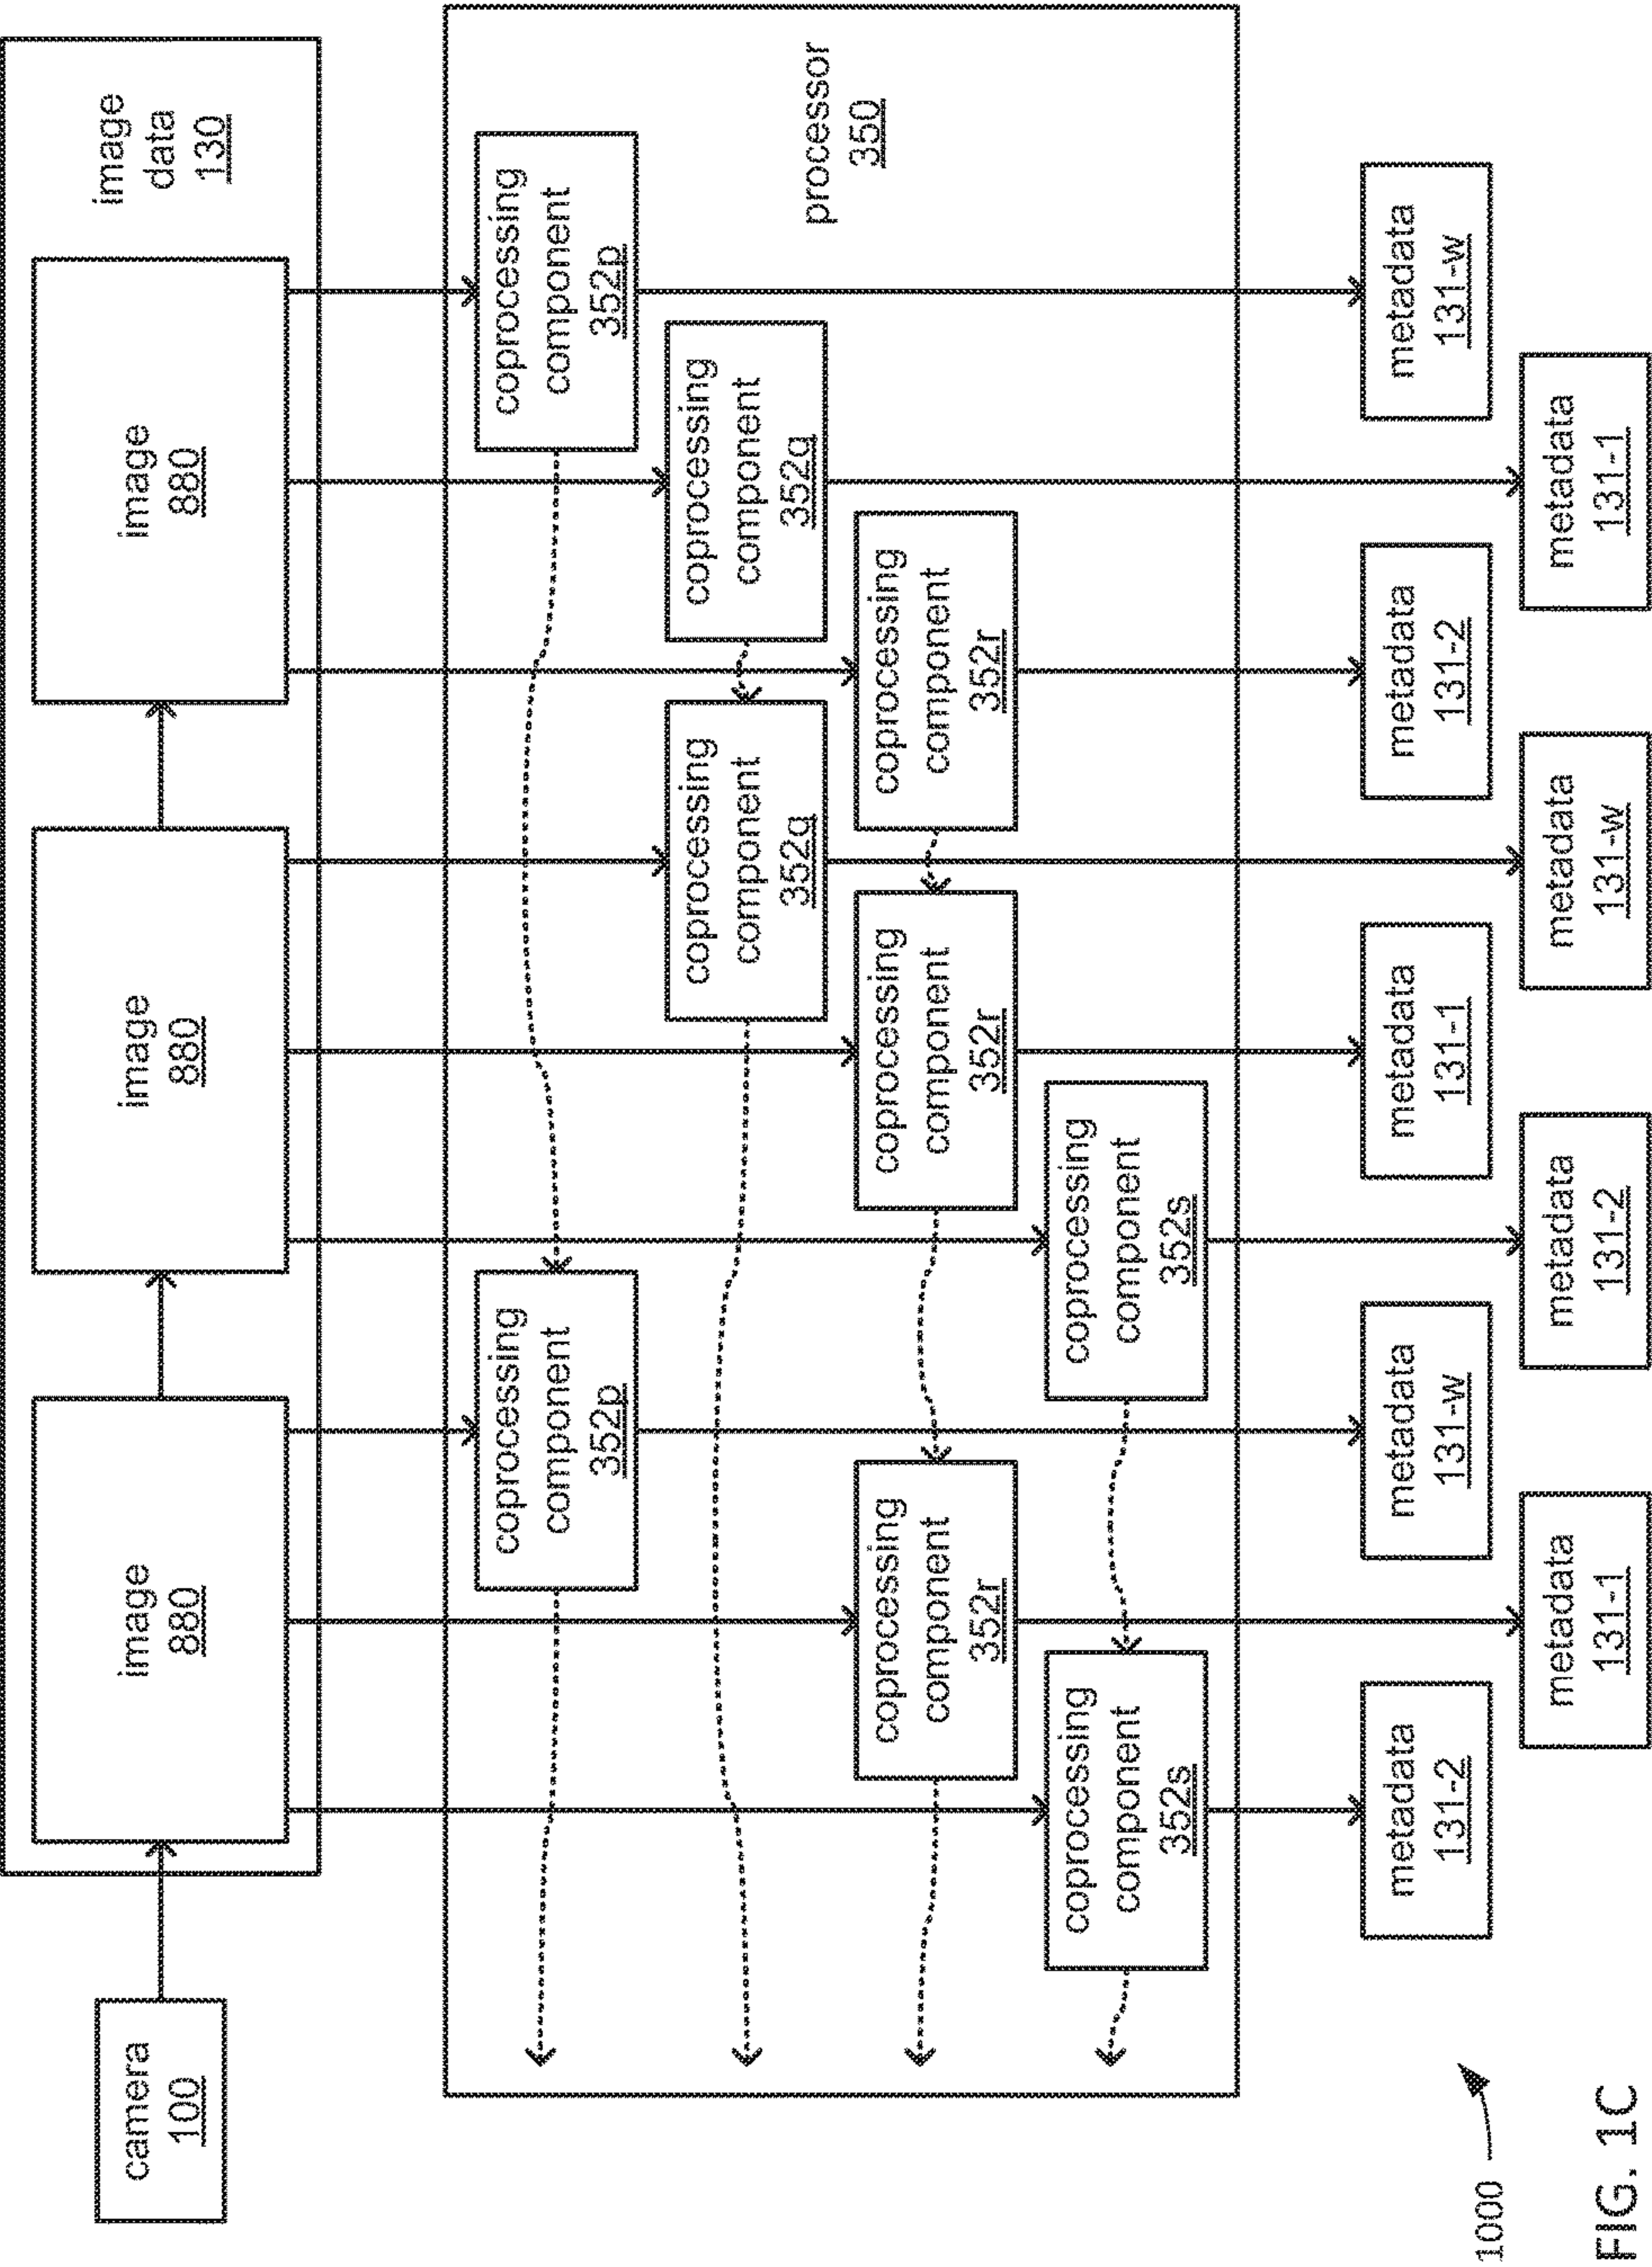 camera
100
image
880
image
880
image
880
image
data
130
coprocessing
component
352p
coprocessing
component
352p
coprocessing
component
352q
coprocessing
component
352q
processor
350
coprocessing
component
352r
coprocessing
component
352r
coprocessing
component
352r
coprocessing
component
352s
coprocessing
component
352s
metadata
131-2
metadata
131-w
metadata
131-1
metadata
131-2
metadata
131-w
metadata
131-1
metadata
131-2
metadata
131-w
metadata
131-1
1000
FIG. 1C